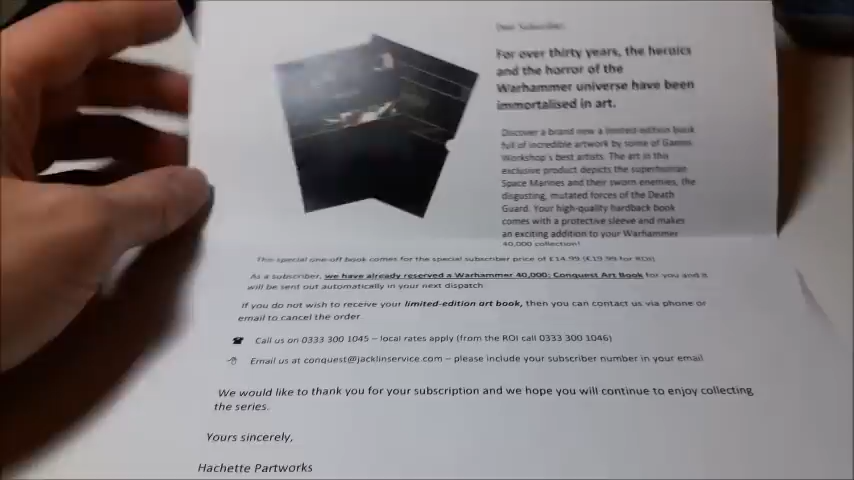 Dear Subscriber,
For over thirty years, the heroics
and the horror of the
Warhammer universe have been
immortalised in art.
Discover a brand new a limited-edition book
full of incredible artwork by some of Games
Workshop's best artists. The art in this
exclusive product depicts the superhuman
Space Marines and their sworn enemies, the
disgusting, mutated forces of the Death
Guard. Your high-quality hardback book
comes with a protective sleeve and makes
an exciting addition to your Warhammer
40,000 collection!
This special one-off book comes for the special subscriber price of £14.99 (€19.99 for ROI).
As a subscriber, we have already reserved a Warhammer 40,000: Conquest Art Book for you and it
will be sent out automatically in your next dispatch
If you do not wish to receive your limited-edition art book, then you can contact us via phone or
email to cancel the order
Call us on 0333 300 1045 – local rates apply (from the ROI call 0333 300 1046)
Email us at conquest@jacklinservice.com – please include your subscriber number in your email
We would like to thank you for your subscription and we hope you will continue to enjoy collecting
the series.
Yours sincerely,
Hachette Partworks